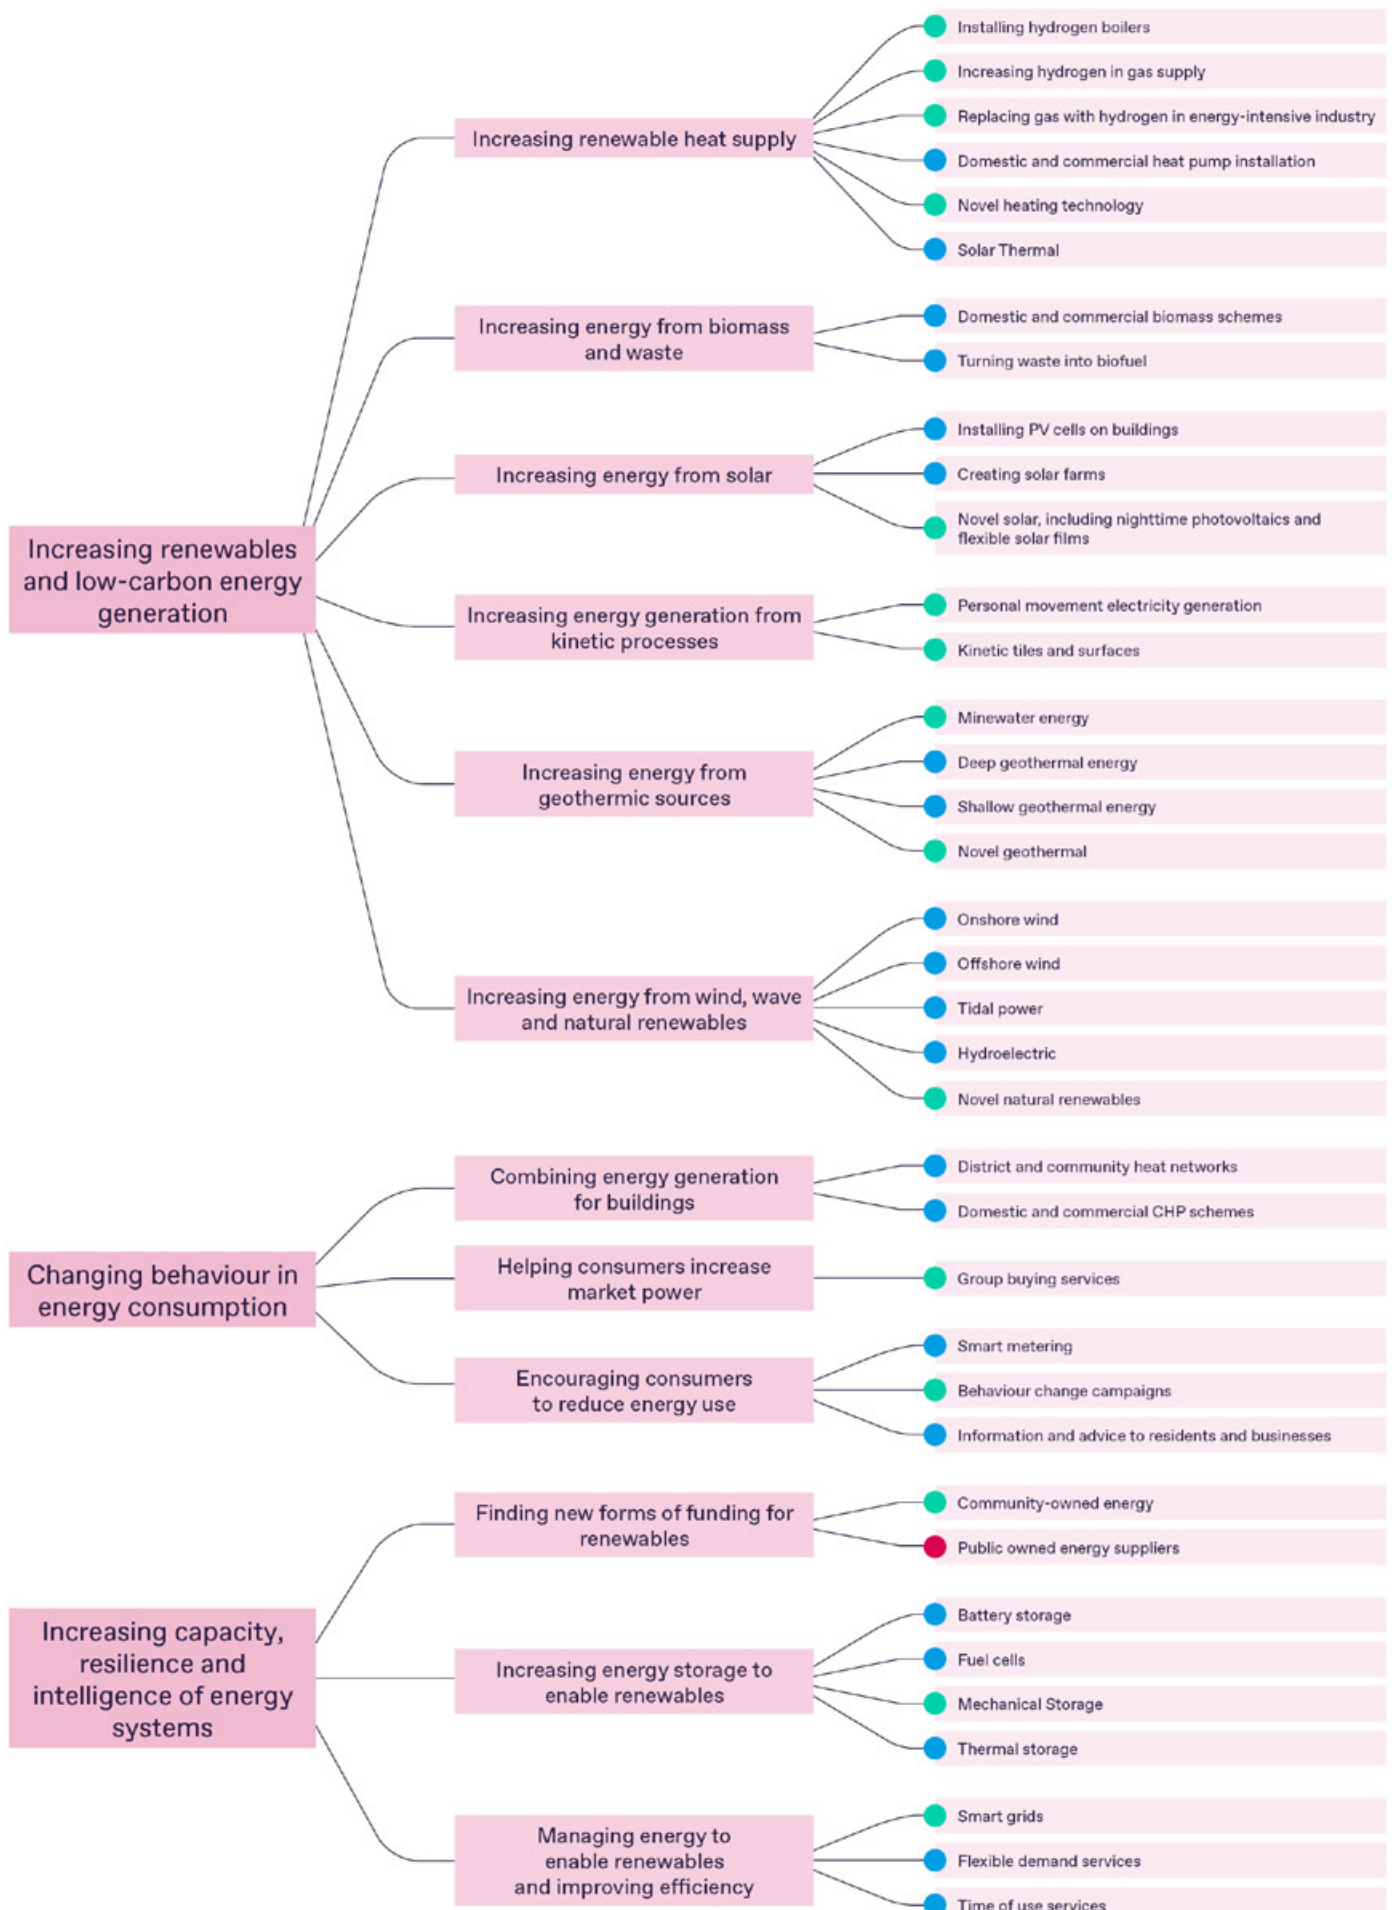 Increasing renewables
and low-carbon energy
generation
Increasing renewable heat supply
Installing hydrogen boilers
Increasing hydrogen in gas supply
Replacing gas with hydrogen in energy-intensive industry
Domestic and commercial heat pump installation
Novel heating technology
Solar Thermal
Increasing energy from biomass
and waste
Domestic and commercial biomass schemes
Turning waste into biofuel
Increasing energy from solar
Installing PV cells on buildings
Creating solar farms
Novel solar, including nighttime photovoltaics and
flexible solar films
Increasing energy generation from
kinetic processes
Personal movement electricity generation
Kinetic tiles and surfaces
Increasing energy from
geothermic sources
Minewater energy
Deep geothermal energy
Shallow geothermal energy
Novel geothermal
Increasing energy from wind, wave
and natural renewables
Onshore wind
Offshore wind
Tidal power
Hydroelectric
Novel natural renewables
Changing behaviour in
energy consumption
Combining energy generation
for buildings
District and community heat networks
Domestic and commercial CHP schemes
Helping consumers increase
market power
Group buying services
Encouraging consumers
to reduce energy use
Smart metering
Behaviour change campaigns
Information and advice to residents and businesses
Increasing capacity,
resilience and
intelligence of energy
systems
Finding new forms of funding for
renewables
Community-owned energy
Public owned energy suppliers
Increasing energy storage to
enable renewables
Battery storage
Fuel cells
Mechanical Storage
Thermal storage
Managing energy to
enable renewables
and improving efficiency
Smart grids
Flexible demand services
Time of use services